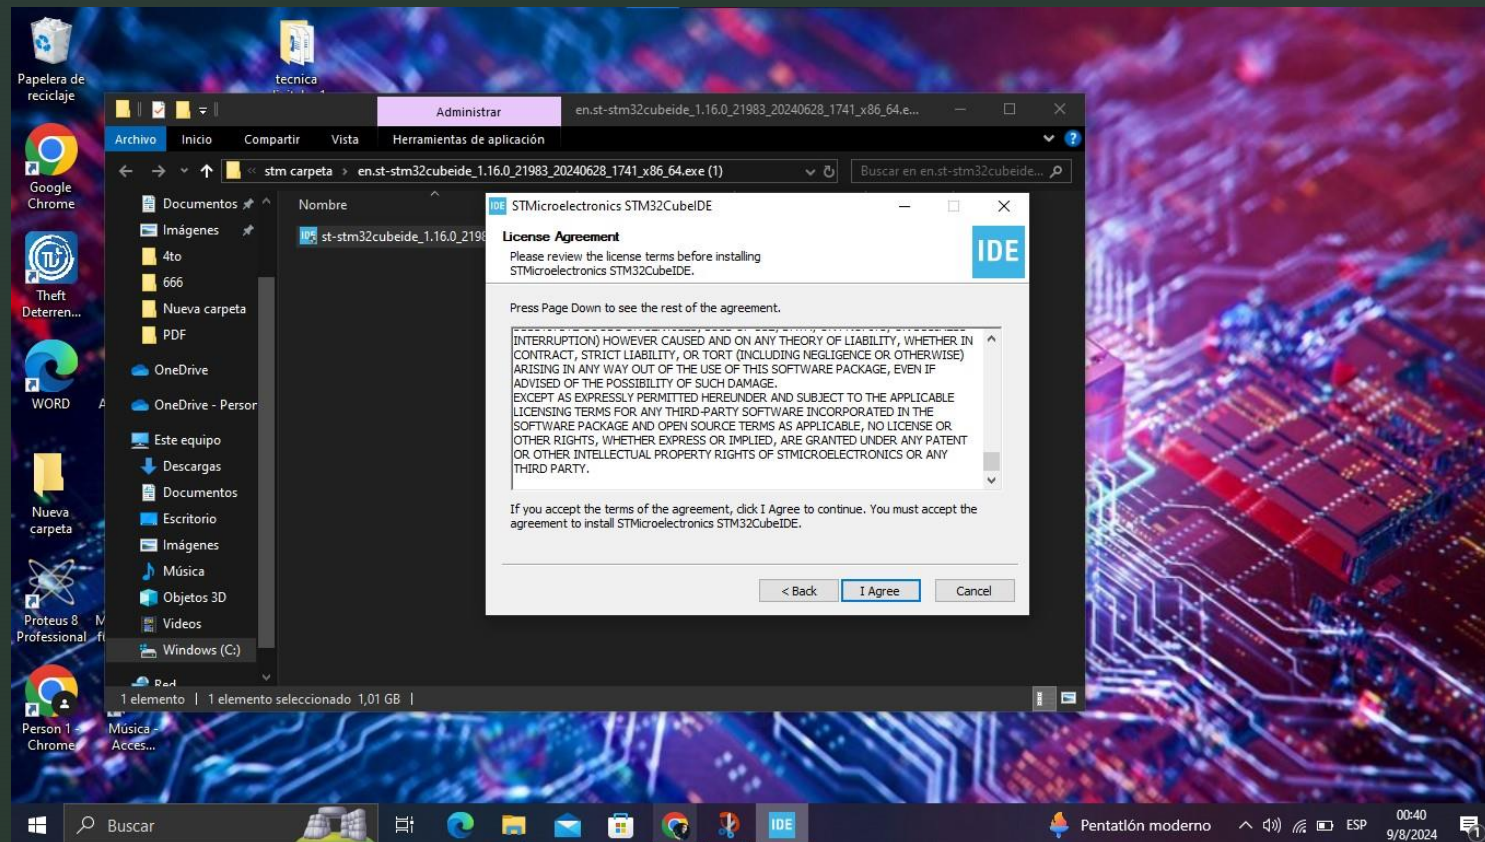 Papelera de
reciclaje
tecnica
Google
Chrome
Theft
Deterren...
WORD
A
Nueva
carpeta
Proteus 8
Professional
Person 1 -
Chrome
Música -
Acces...
Administrar
en.st-stm32cubeide_1.16.0_21983_20240628_1741_x86_64.e...
Archivo
Inicio
Compartir
Vista
Herramientas de aplicación
?
« stm carpeta › en.st-stm32cubeide_1.16.0_21983_20240628_1741_x86_64.exe (1)
Buscar en en.st-stm32cubeide...
Documentos
Imágenes
4to
666
Nueva carpeta
PDF
OneDrive
OneDrive - Person
Este equipo
Descargas
Documentos
Escritorio
Imágenes
Música
Objetos 3D
Videos
Windows (C:)
Red
Nombre
IDE st-stm32cubeide_1.16.0_2198
1 elemento
1 elemento seleccionado 1,01 GB
IDE STMicroelectronics STM32CubeIDE
License Agreement
Please review the license terms before installing
STMicroelectronics STM32CubeIDE.
IDE
Press Page Down to see the rest of the agreement.
INTERRUPTION) HOWEVER CAUSED AND ON ANY THEORY OF LIABILITY, WHETHER IN
CONTRACT, STRICT LIABILITY, OR TORT (INCLUDING NEGLIGENCE OR OTHERWISE)
ARISING IN ANY WAY OUT OF THE USE OF THIS SOFTWARE PACKAGE, EVEN IF
ADVISED OF THE POSSIBILITY OF SUCH DAMAGE.
EXCEPT AS EXPRESSLY PERMITTED HEREUNDER AND SUBJECT TO THE APPLICABLE
LICENSING TERMS FOR ANY THIRD-PARTY SOFTWARE INCORPORATED IN THE
SOFTWARE PACKAGE AND OPEN SOURCE TERMS AS APPLICABLE, NO LICENSE OR
OTHER RIGHTS, WHETHER EXPRESS OR IMPLIED, ARE GRANTED UNDER ANY PATENT
OR OTHER INTELLECTUAL PROPERTY RIGHTS OF STMICROELECTRONICS OR ANY
THIRD PARTY.
If you accept the terms of the agreement, click I Agree to continue. You must accept the
agreement to install STMicroelectronics STM32CubeIDE.
< Back
I Agree
Cancel
Buscar
IDE
Pentatlón moderno
ESP
00:40
9/8/2024
1